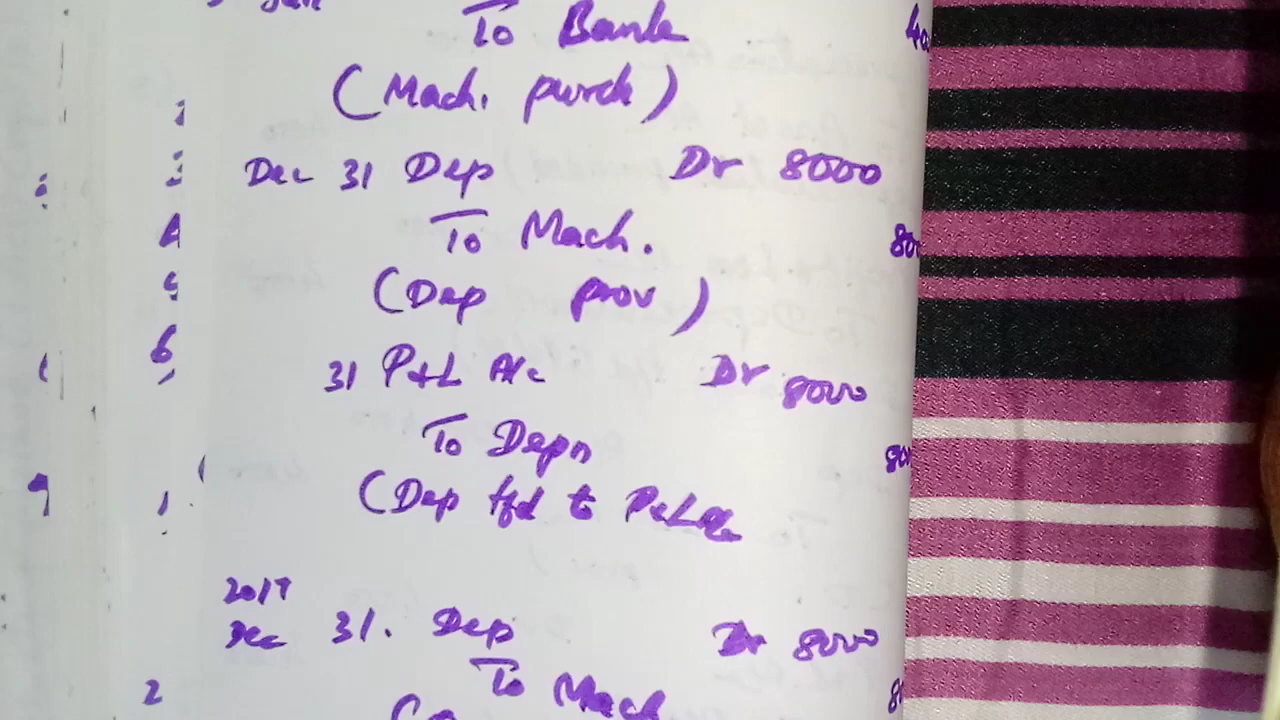 To Bank
(Mach. purch)
Dec 31 Dep Dr 8000
To Mach.
(Dep prov)
31 P&L A/c Dr 8000
To Depn
(Dep tfd to P&L a/c
2017
Dec 31. Dep Dr 8000
To Mach
2